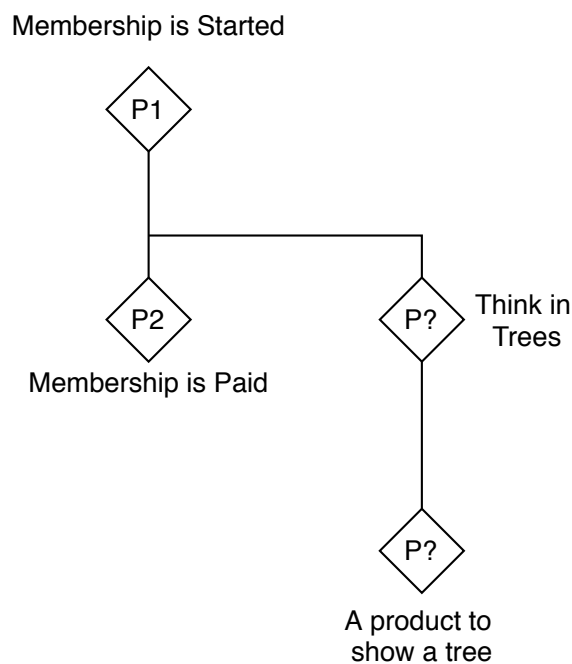 Membership is Started
P1
P2
P?
Think in
Trees
Membership is Paid
P?
A product to
show a tree